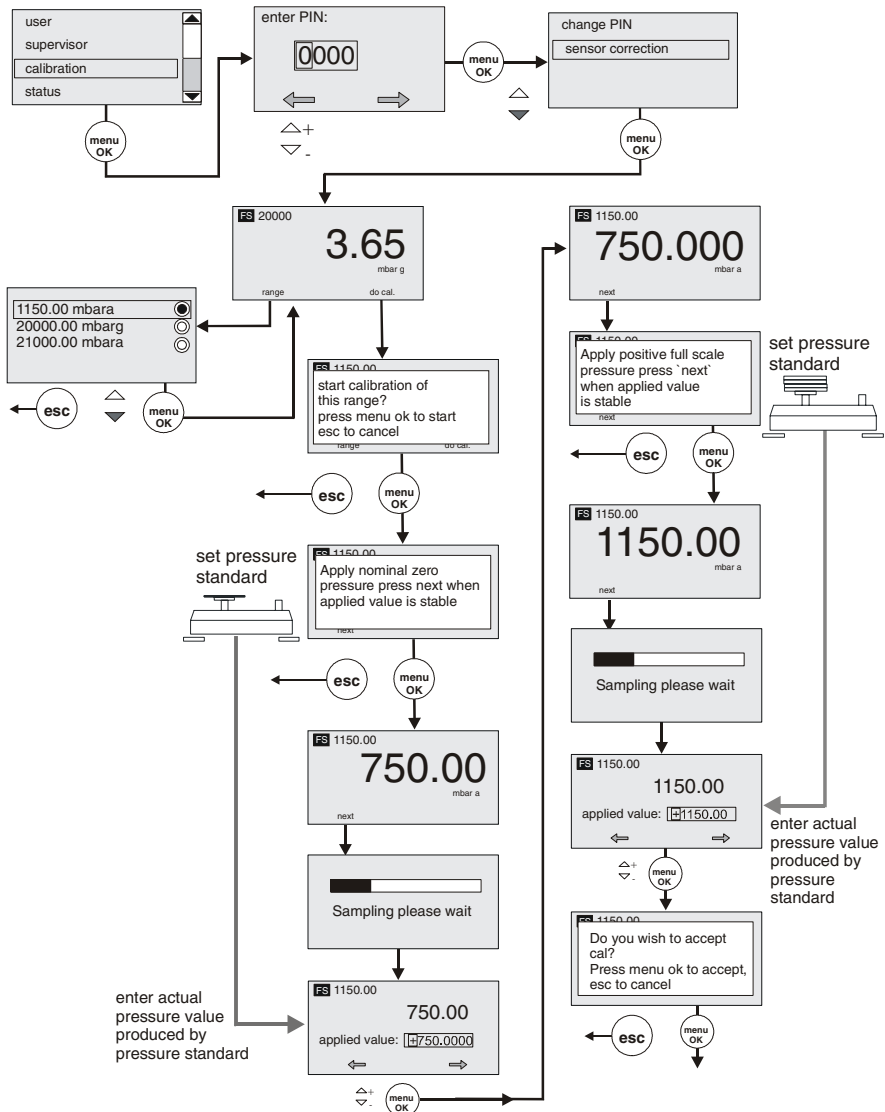 user
supervisor
calibration
status
menu
OK
enter PIN:
0000
+
-
menu
OK
change PIN
sensor correction
menu
OK
FS 20000
3.65
mbar g
range do cal.
1150.00 mbara
20000.00 mbarg
21000.00 mbara
esc
menu
OK
FS 1150.00
start calibration of
this range?
press menu ok to start
esc to cancel
range do cal.
esc
menu
OK
set pressure
standard
FS 1150.00
Apply nominal zero
pressure press next when
applied value is stable
next
esc
menu
OK
FS 1150.00
750.00
mbar a
next
Sampling please wait
FS 1150.00
750.00
applied value: +750.0000
enter actual
pressure value
produced by
pressure standard
+
-
menu
OK
FS 1150.00
750.000
mbar a
next
FS 1150.00
Apply positive full scale
pressure press `next`
when applied value
is stable
next
set pressure
standard
esc
menu
OK
FS 1150.00
1150.00
mbar a
next
Sampling please wait
FS 1150.00
1150.00
applied value: +1150.00
enter actual
pressure value
produced by
pressure
standard
+
-
menu
OK
FS 1150.00
Do you wish to accept
cal?
Press menu ok to accept,
esc to cancel
esc
menu
OK